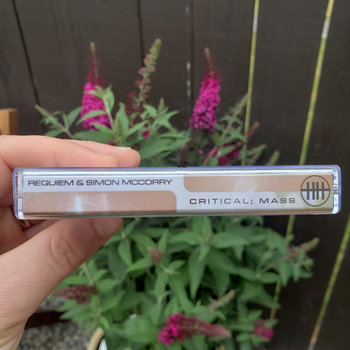 REQUIEM & SIMON MCCORRY
CRITICAL; MASS